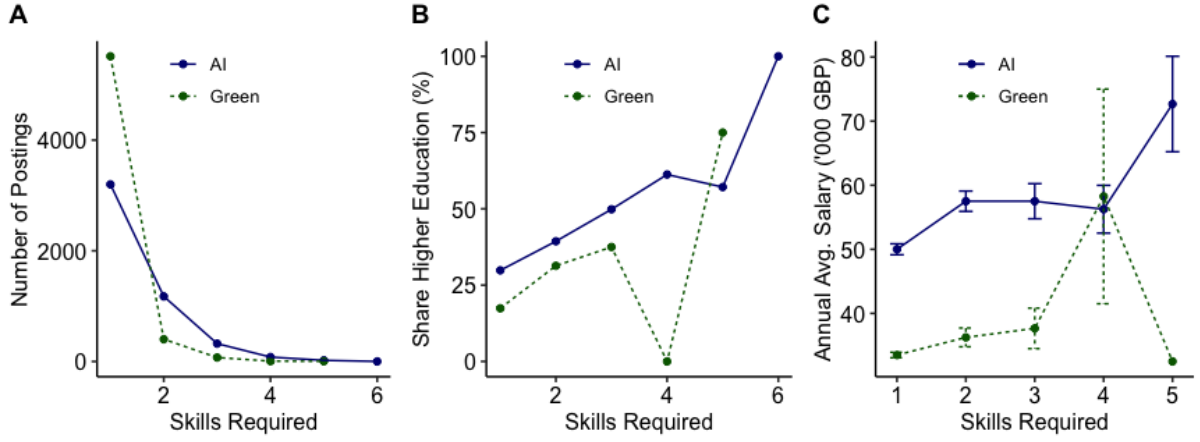 A
Number of Postings
4000
2000
0
AI
Green
2
4
6
Skills Required
B
Share Higher Education (%)
100
75
50
25
0
AI
Green
2
4
6
Skills Required
C
Annual Avg. Salary ('000 GBP)
80
70
60
50
40
AI
Green
1
2
3
4
5
Skills Required